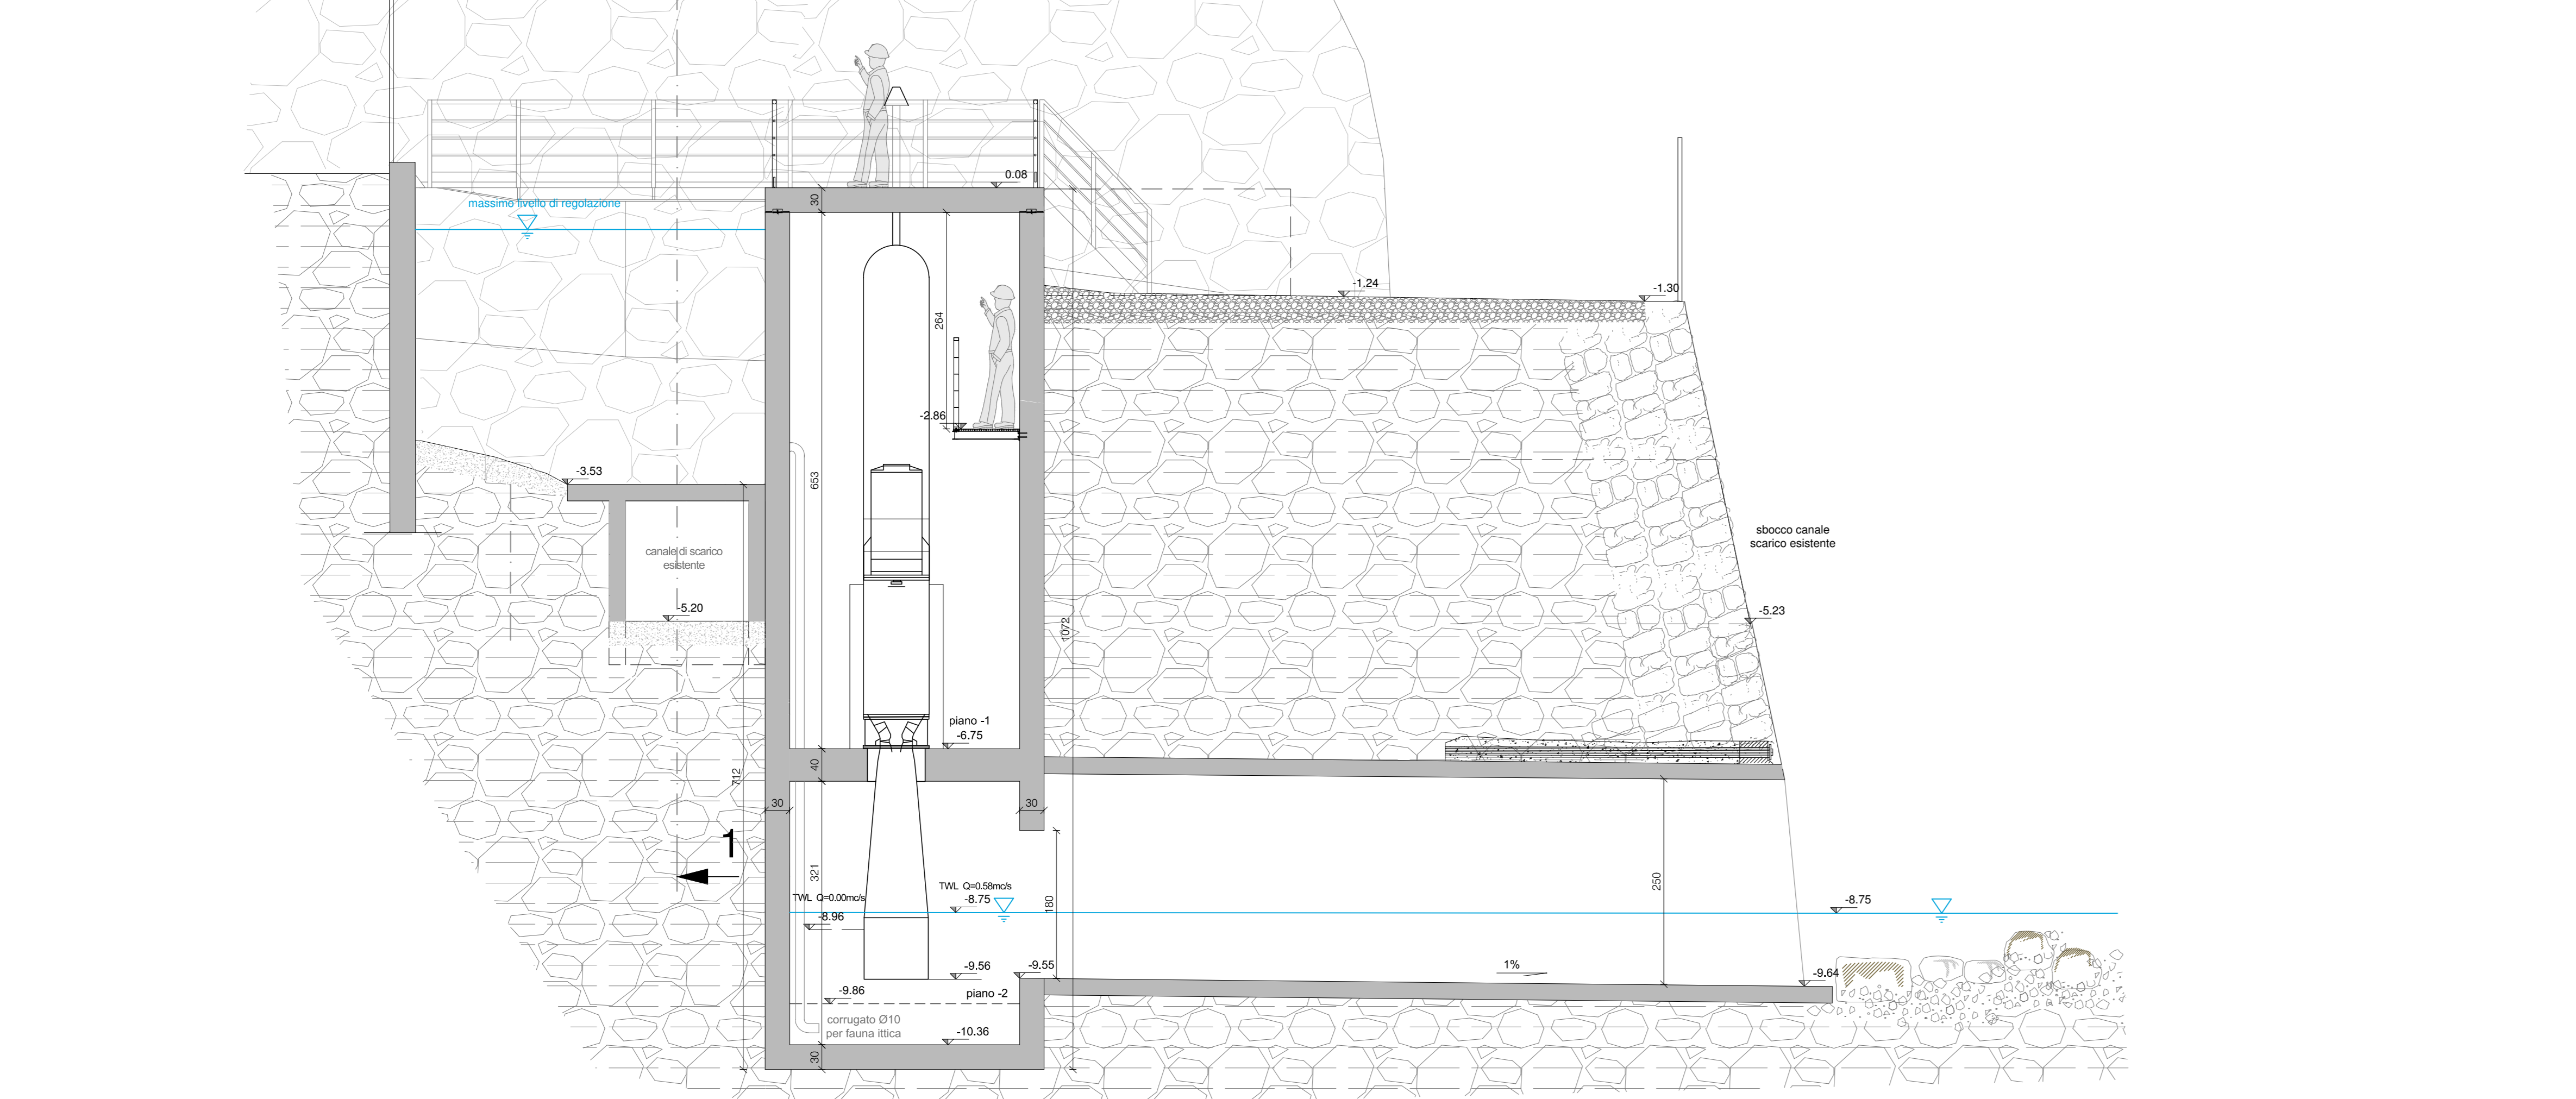 0.08
30
massimo livello di regolazione
-1.24
-1.30
264
-2.86
-3.53
653
sbocco canale
scarico esistente
canale di scarico
esistente
-5.20
-5.23
1072
piano -1
-6.75
40
712
30
30
1
321
250
TWL Q=0.00mc/s
TWL Q=0.58mc/s
-8.75
-8.75
180
-8.96
-9.56
-9.55
1%
-9.64
-9.86
piano -2
corrugato Ø10
per fauna ittica
-10.36
30